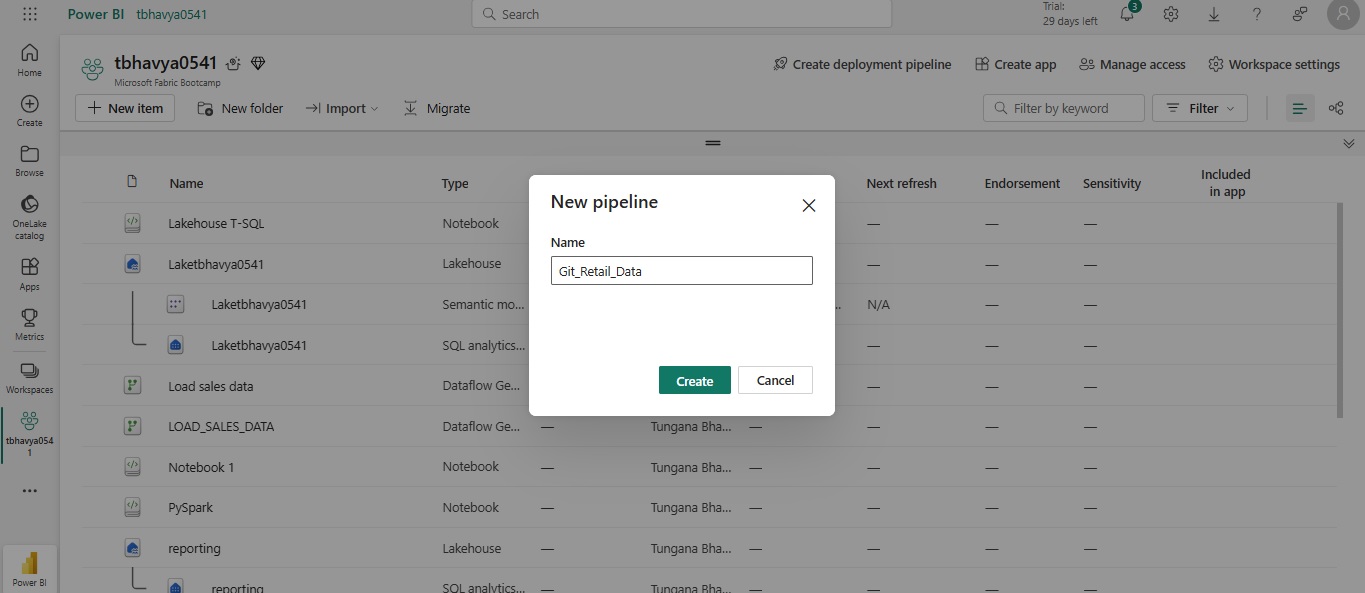 Power BI tbhavya0541
Search
Trial:
29 days left
3
Home
Create
Browse
OneLake
catalog
Apps
Metrics
Workspaces
tbhavya054
1
Power BI
tbhavya0541
Microsoft Fabric Bootcamp
Create deployment pipeline
Create app
Manage access
Workspace settings
New item
New folder
Import
Migrate
Filter by keyword
Filter
Name Type Next refresh Endorsement Sensitivity Included
in app
Lakehouse T-SQL Notebook — — —
Laketbhavya0541 Lakehouse — — —
Laketbhavya0541 Semantic mo... ... N/A — —
Laketbhavya0541 SQL analytics... — — —
Load sales data Dataflow Ge... — — —
LOAD_SALES_DATA Dataflow Ge... — Tungana Bha... — — — —
Notebook 1 Notebook — Tungana Bha... — — — —
PySpark Notebook — Tungana Bha... — — — —
reporting Lakehouse — Tungana Bha... — — — —
reporting SQL analytics... — Tungana Bha... — — — —
New pipeline
Name
Git_Retail_Data
Create
Cancel